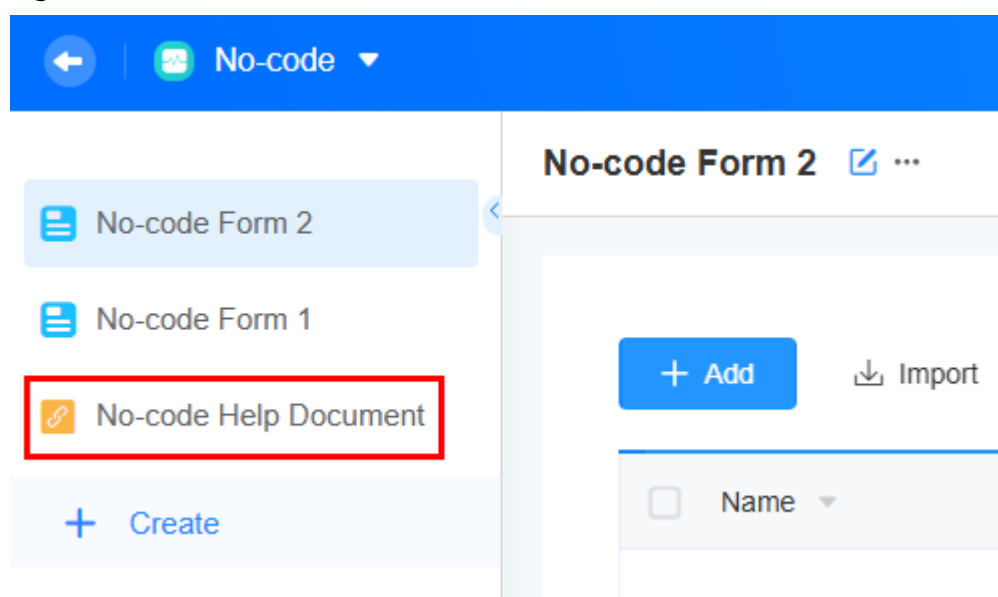 No-code
No-code Form 2
No-code Form 1
No-code Help Document
Create
No-code Form 2
Add
Import
Name